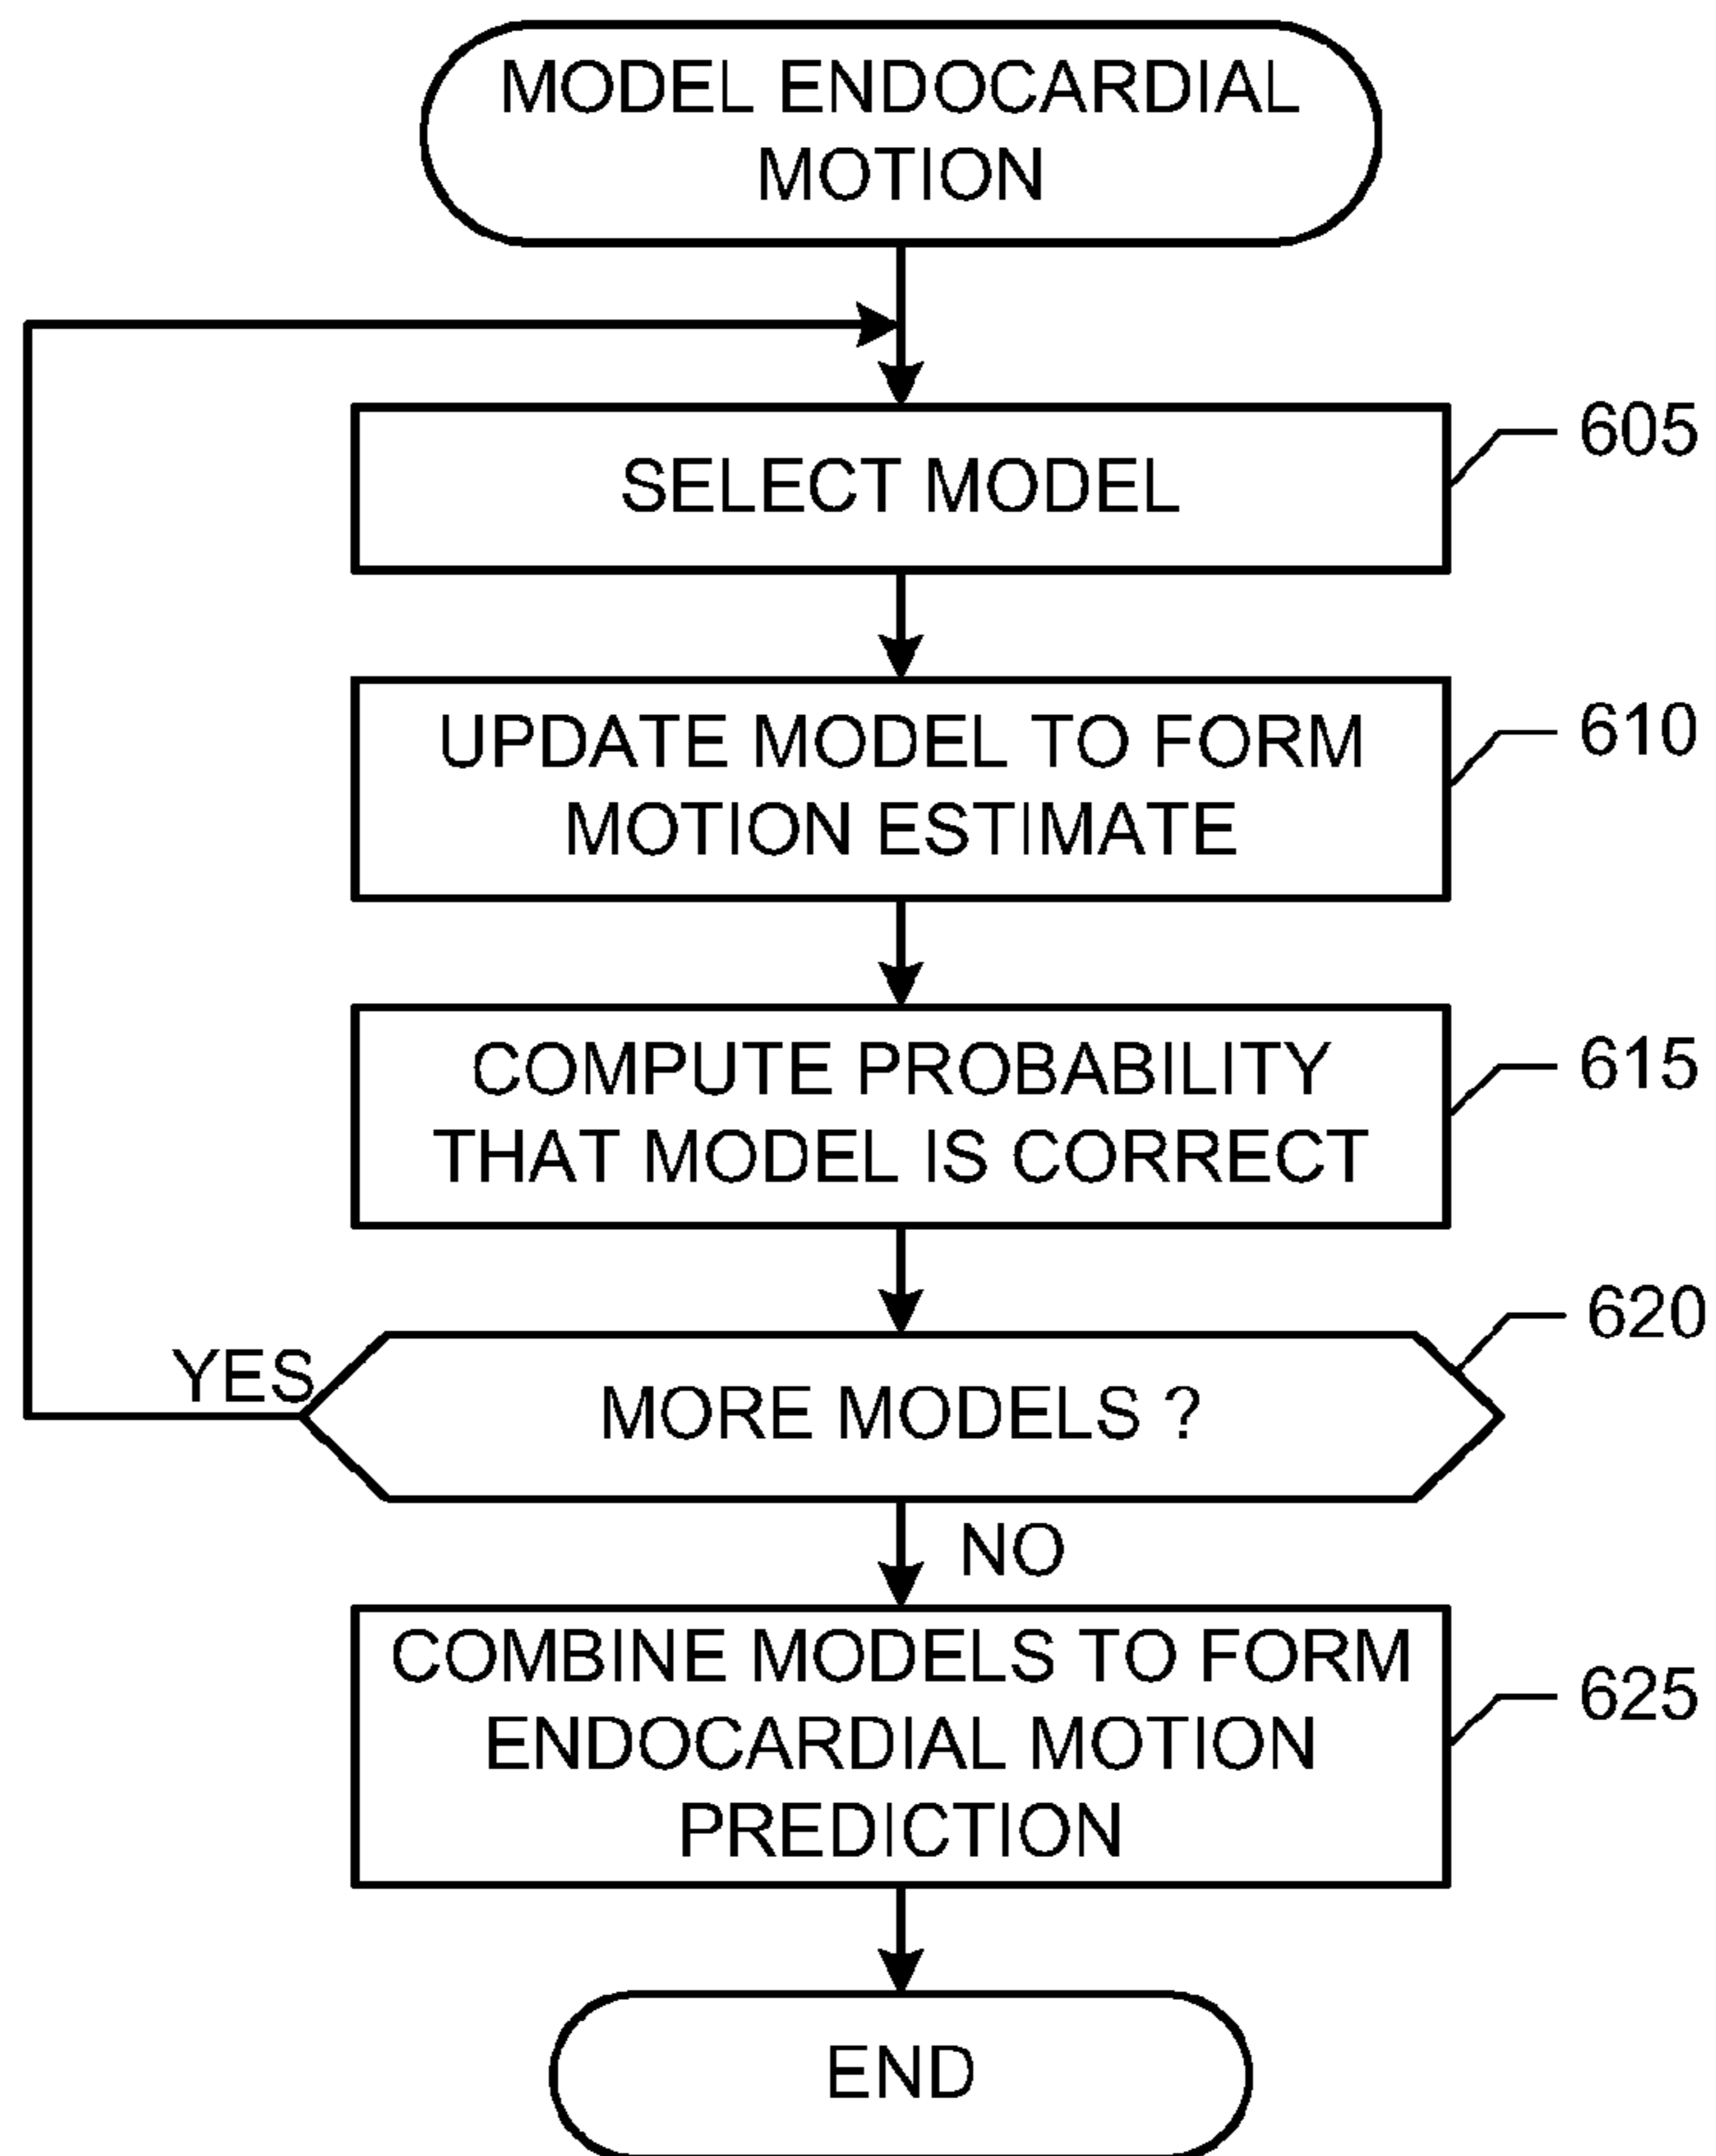 MODEL ENDOCARDIAL
MOTION
SELECT MODEL
605
UPDATE MODEL TO FORM
MOTION ESTIMATE
610
COMPUTE PROBABILITY
THAT MODEL IS CORRECT
615
MORE MODELS ?
620
YES
NO
COMBINE MODELS TO FORM
ENDOCARDIAL MOTION
PREDICTION
625
END